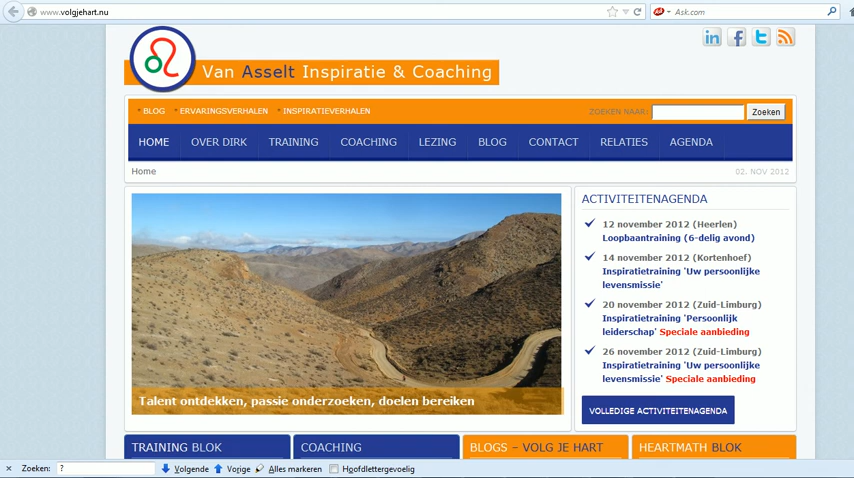 www.volgjehart.nu
Ask.com
Van Asselt Inspiratie & Coaching
BLOG ERVARINGSVERHALEN INSPIRATIEVERHALEN
ZOEKEN NAAR: Zoeken
HOME OVER DIRK TRAINING COACHING LEZING BLOG CONTACT RELATIES AGENDA
Home
02. NOV 2012
ACTIVITEITENAGENDA
12 november 2012 (Heerlen)
Loopbaantraining (6-delig avond)
14 november 2012 (Kortenhoef)
Inspiratietraining 'Uw persoonlijke
levensmissie'
20 november 2012 (Zuid-Limburg)
Inspiratietraining 'Persoonlijk
leiderschap' Speciale aanbieding
26 november 2012 (Zuid-Limburg)
Inspiratietraining 'Uw persoonlijke
levensmissie' Speciale aanbieding
VOLLEDIGE ACTIVITEITENAGENDA
Talent ontdekken, passie onderzoeken, doelen bereiken
TRAINING BLOK
COACHING
BLOGS – VOLG JE HART
HEARTMATH BLOK
Zoeken: ? Volgende Vorige Alles markeren Hoofdlettergevoelig